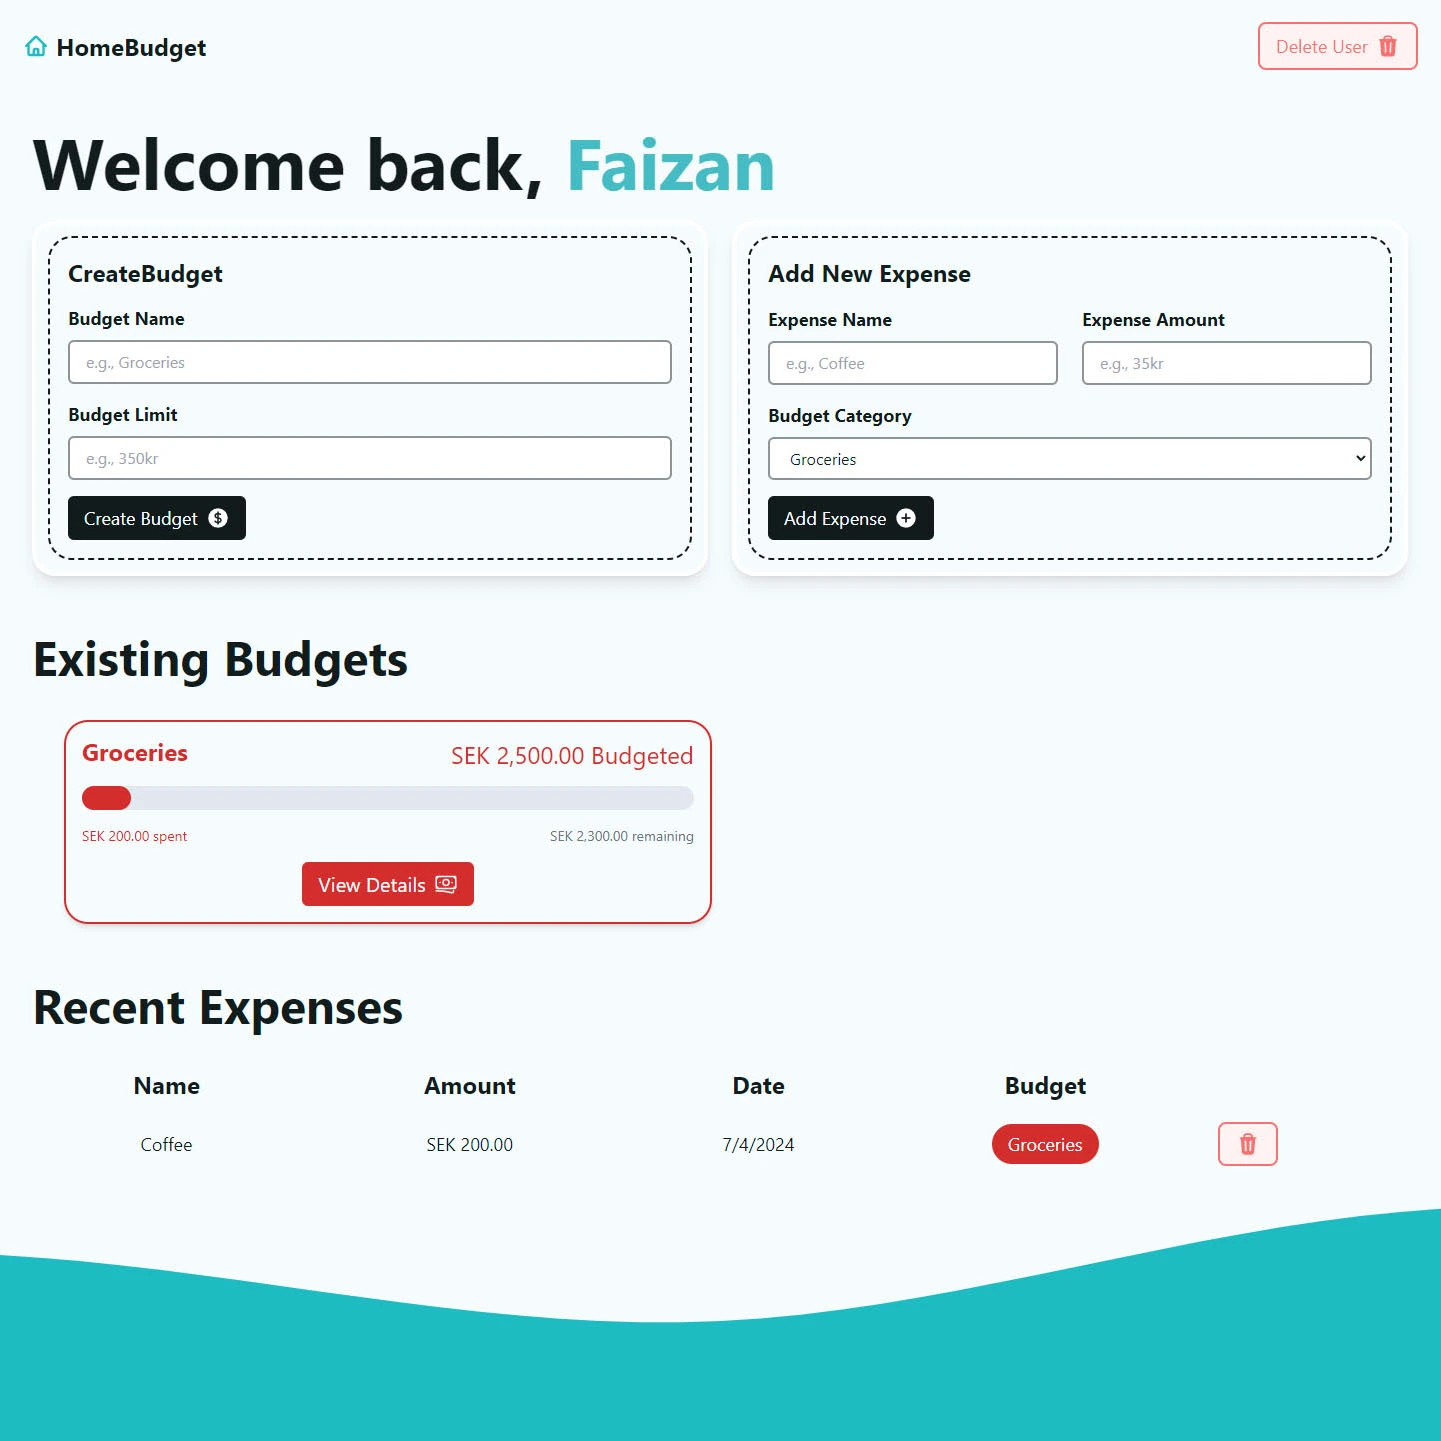 HomeBudget
Delete User
Welcome back, Faizan
CreateBudget
Budget Name
e.g., Groceries
Budget Limit
e.g., 350kr
Create Budget
Add New Expense
Expense Name
Expense Amount
e.g., Coffee
e.g., 35kr
Budget Category
Groceries
Add Expense
Existing Budgets
Groceries
SEK 2,500.00 Budgeted
SEK 200.00 spent
SEK 2,300.00 remaining
View Details
Recent Expenses
Name Amount Date Budget
Coffee SEK 200.00 7/4/2024 Groceries